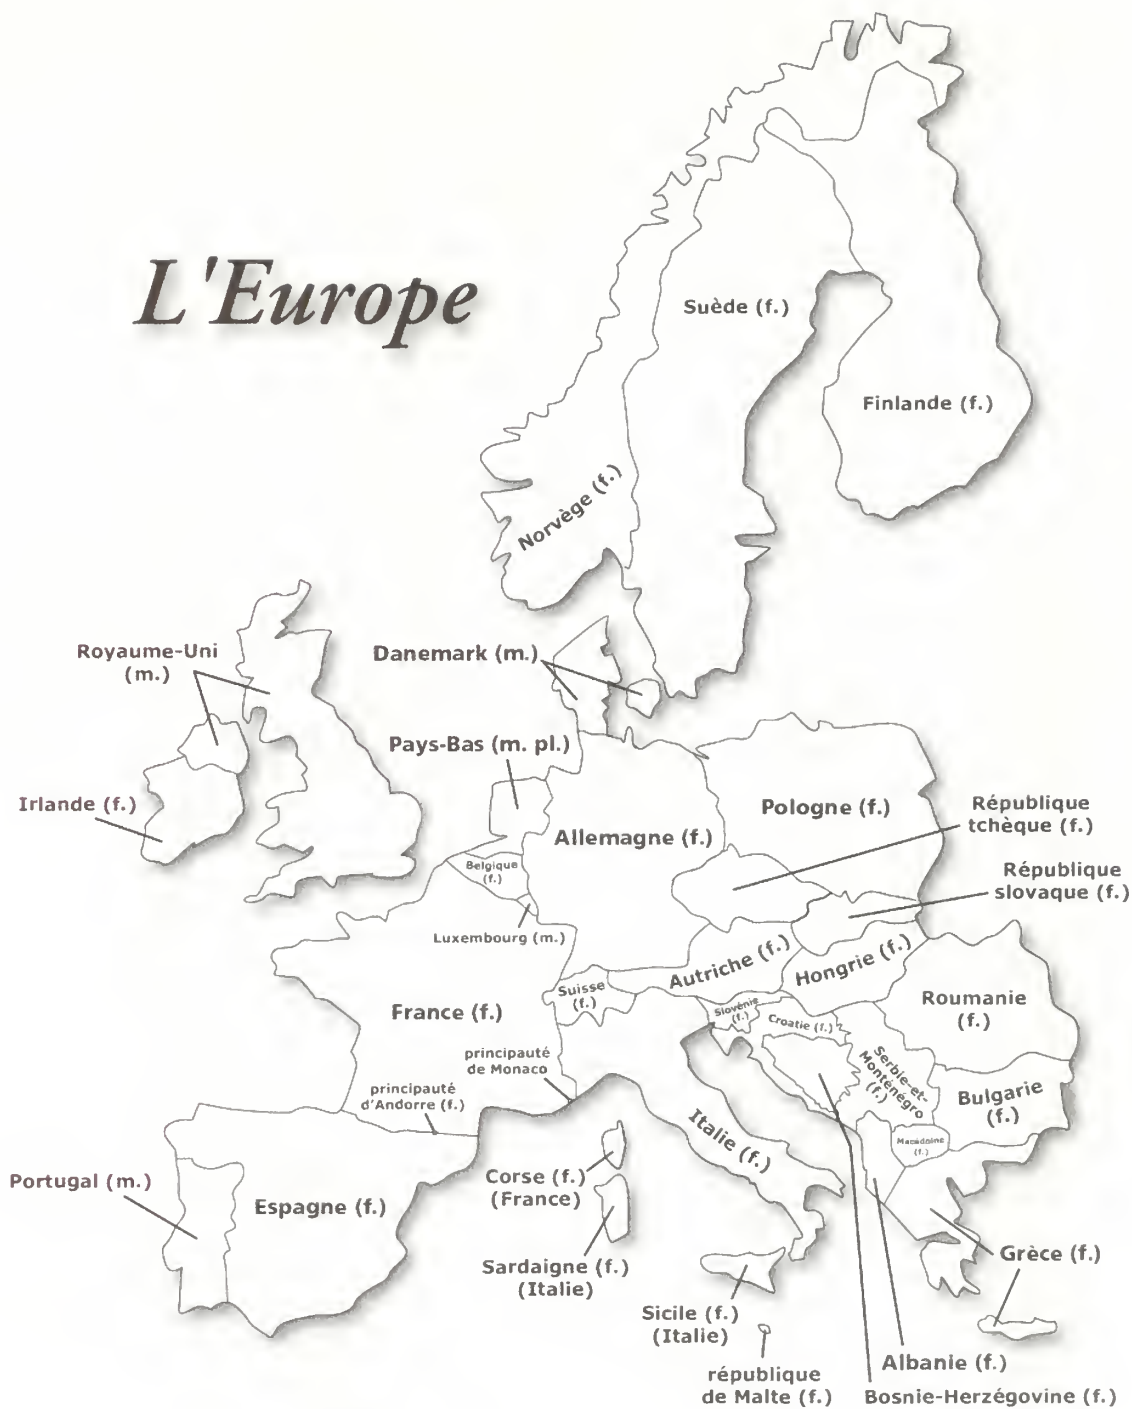 L'Europe
Suède (f.)
Finlande (f.)
Norvège (f.)
Royaume-Uni
(m.)
Danemark (m.)
Pays-Bas (m. pl.)
Irlande (f.)
Allemagne (f.)
Pologne (f.)
République
tchèque (f.)
Belgique
(f.)
République
slovaque (f.)
Luxembourg (m.)
Autriche (f.)
Hongrie (f.)
France (f.)
Suisse
(f.)
Slovénie
(f.)
Croatie (f.)
Roumanie
(f.)
principauté
de Monaco
Serbie-et-
Monténégro
(f.)
principauté
d'Andorre (f.)
Bulgarie
(f.)
Italie (f.)
Macédoine
(f.)
Portugal (m.)
Espagne (f.)
Corse (f.)
(France)
Sardaigne (f.)
(Italie)
Grèce (f.)
Sicile (f.)
(Italie)
Albanie (f.)
république
de Malte (f.)
Bosnie-Herzégovine (f.)